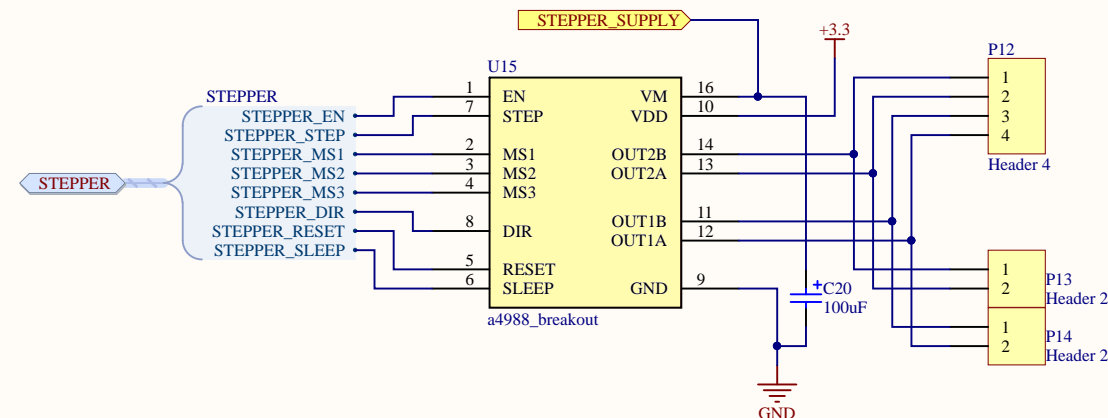 STEPPER_SUPPLY
+3.3
P12
U15
STEPPER
1 EN VM 16
7 STEP VDD 10
2 MS1 OUT2B 14
3 MS2 OUT2A 13
4 MS3
8 DIR OUT1B 11
OUT1A 12
5 RESET
6 SLEEP GND 9
a4988_breakout
STEPPER_EN
STEPPER_STEP
STEPPER_MS1
STEPPER_MS2
STEPPER_MS3
STEPPER_DIR
STEPPER_RESET
STEPPER_SLEEP
STEPPER
1
2
3
4
Header 4
+
C20
100uF
1
2
P13
Header 2
1
2
P14
Header 2
GND